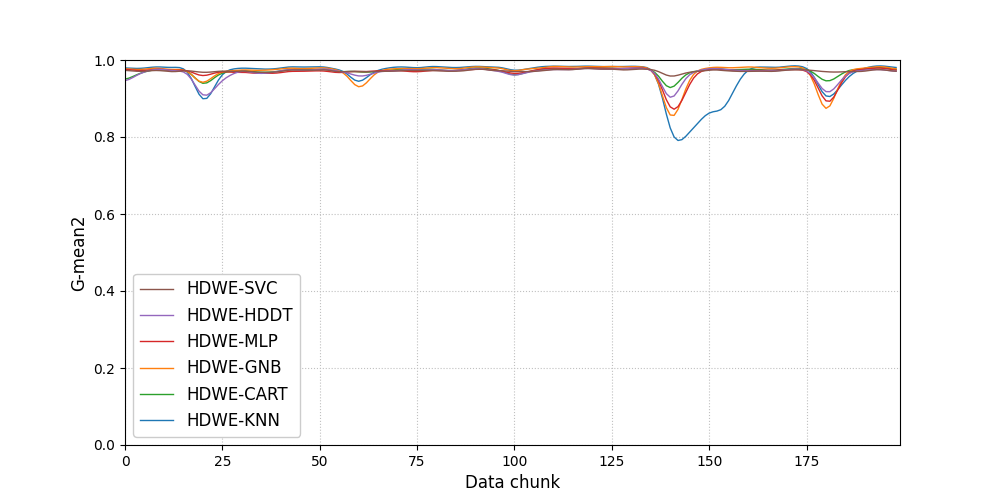 1.0
0.8
0.6
0.4
0.2
0.0
G-mean2
HDWE-SVC
HDWE-HDDT
HDWE-MLP
HDWE-GNB
HDWE-CART
HDWE-KNN
0 25 50 75 100 125 150 175
Data chunk